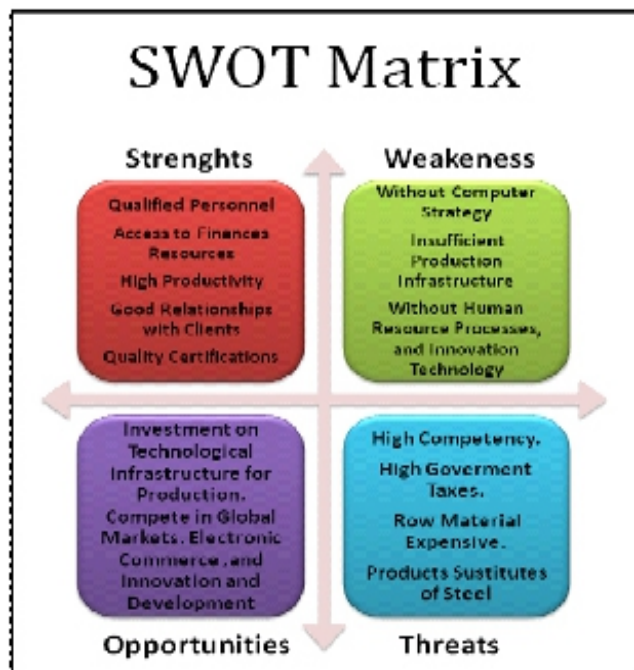 SWOT Matrix
Strenghts
Qualified Personnel
Access to Finances
Resources
High Productivity
Good Relationships
with Clients
Quality Certifications
Weakeness
Without Computer
Strategy
Insufficient
Production
Infrastructure
Without Human
Resource Processes,
and Innovation
Technology
Investment on
Technological
Infrastructure for
Production.
Compete in Global
Markets. Electronic
Commerce ,and
Innovation and
Development
Opportunities
High Competency.
High Goverment
Taxes.
Row Material
Expensive.
Products Sustitutes
of Steel
Threats